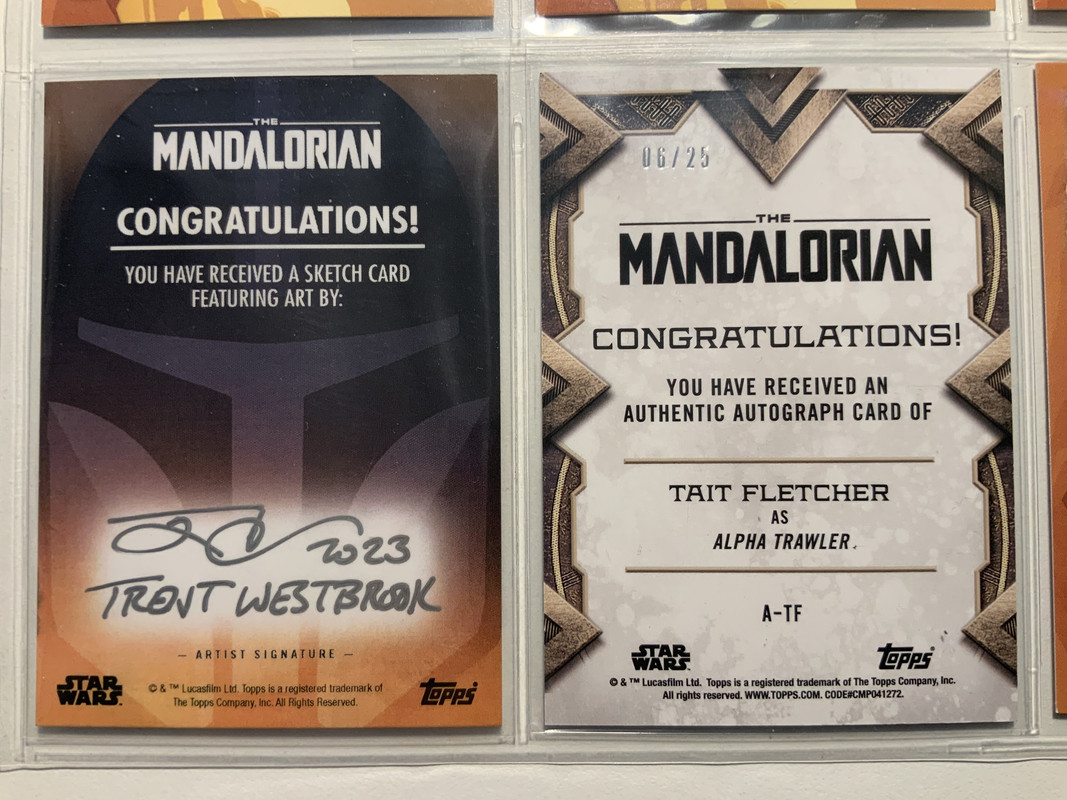 THE
MANDALORIAN
CONGRATULATIONS!
YOU HAVE RECEIVED A SKETCH CARD
FEATURING ART BY:
2023
TRENT WESTBROOK
— ARTIST SIGNATURE —
STAR
WARS
© & ™ Lucasfilm Ltd. Topps is a registered trademark of
The Topps Company, Inc. All Rights Reserved.
Topps
06/25
THE
MANDALORIAN
CONGRATULATIONS!
YOU HAVE RECEIVED AN
AUTHENTIC AUTOGRAPH CARD OF
TAIT FLETCHER
AS
ALPHA TRAWLER.
A-TF
STAR
WARS
Topps
© & ™ Lucasfilm Ltd. Topps is a registered trademark of The Topps Company, Inc.
All rights reserved. WWW.TOPPS.COM. CODE#CMP041272.